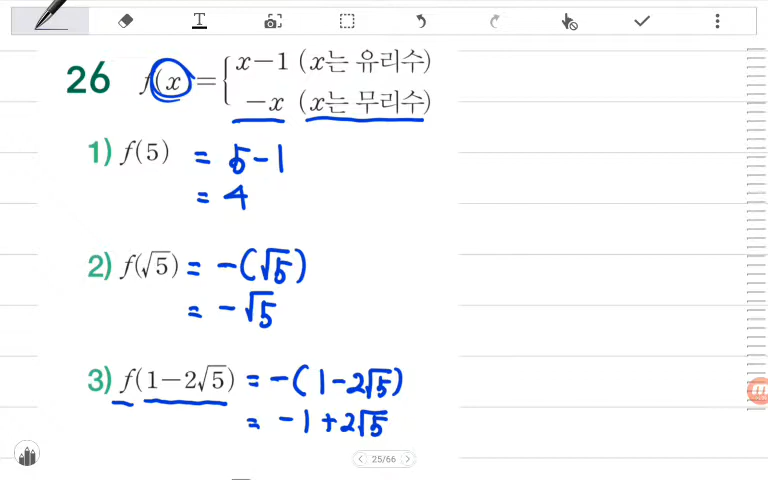 26 f(x) = { x−1 (x는 유리수)
−x (x는 무리수)
1) f(5) = 5−1
= 4
2) f(√5) = −(√5)
= −√5
3) f(1−2√5) = −(1−2√5)
= −1+2√5
25/66